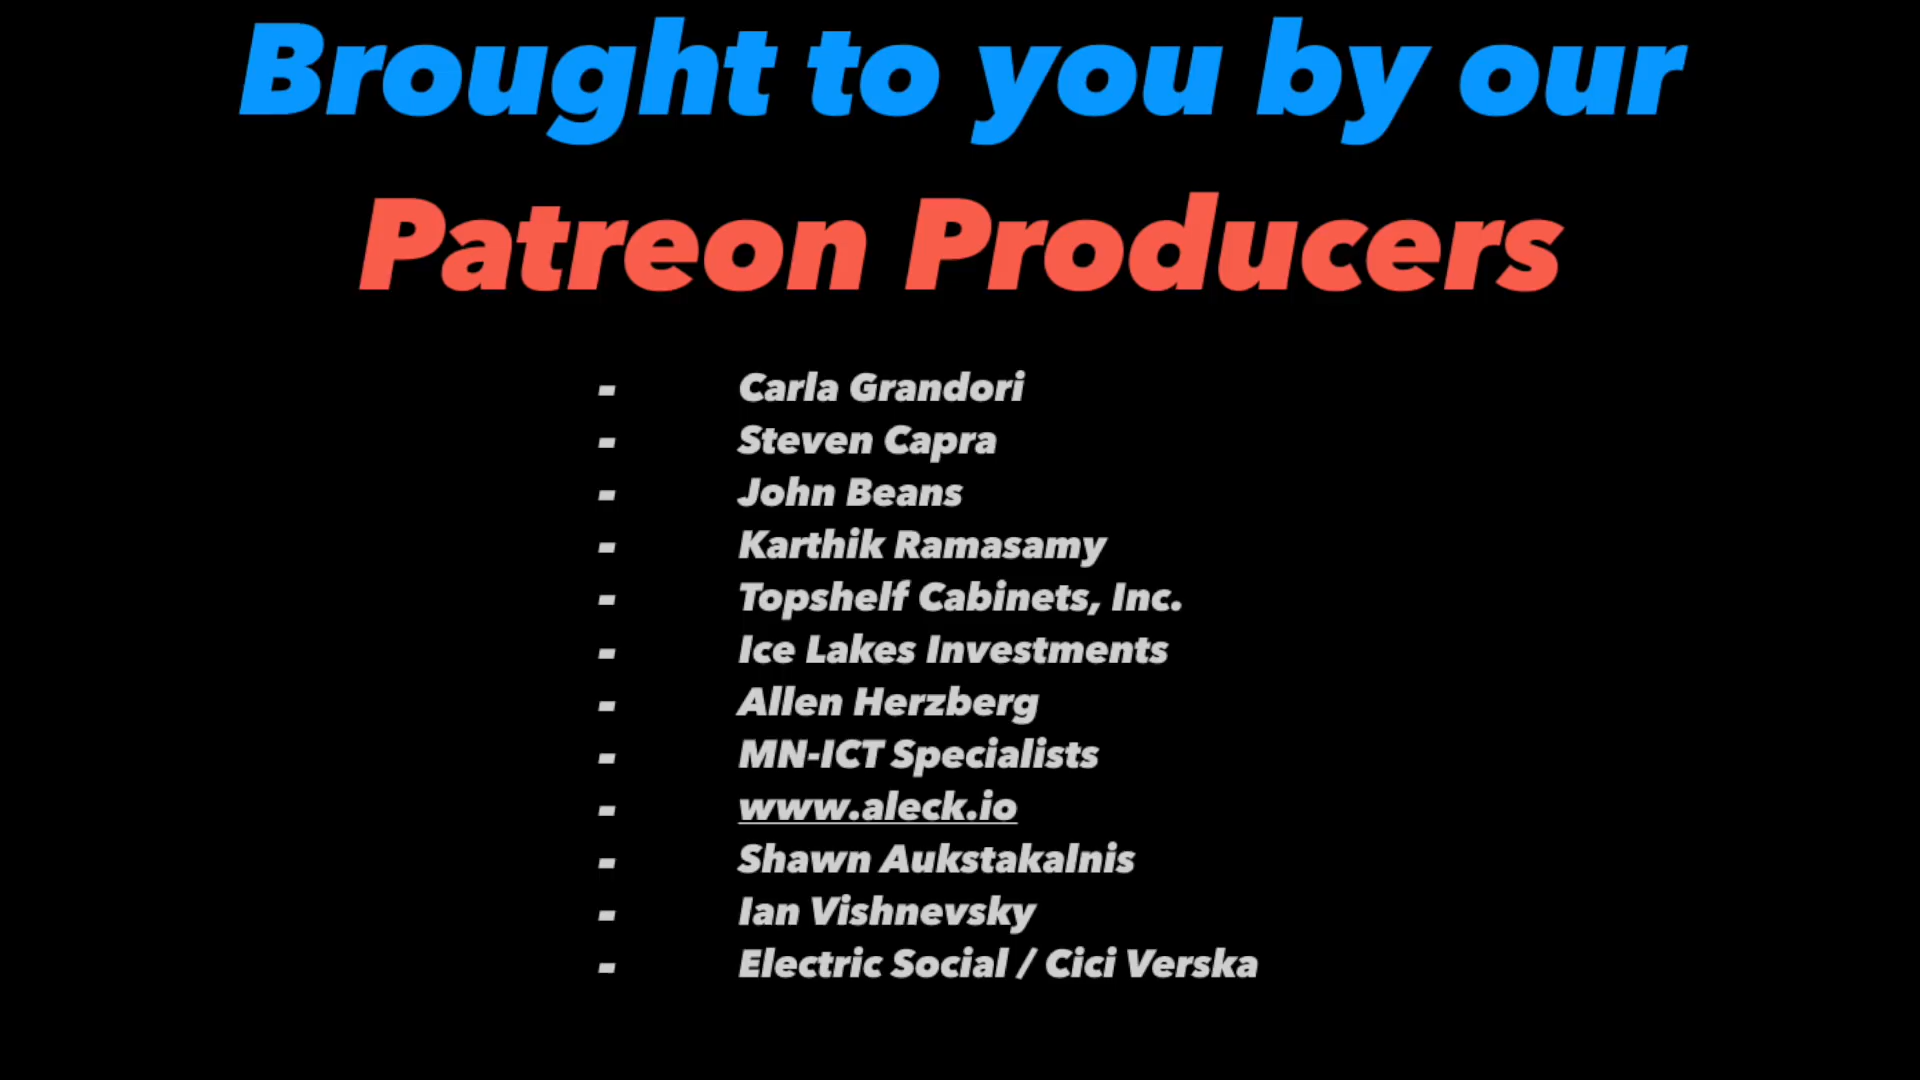 Brought to you by our
Patreon Producers
- Carla Grandori
- Steven Capra
- John Beans
- Karthik Ramasamy
- Topshelf Cabinets, Inc.
- Ice Lakes Investments
- Allen Herzberg
- MN-ICT Specialists
- www.aleck.io
- Shawn Aukstakalnis
- Ian Vishnevsky
- Electric Social / Cici Verska